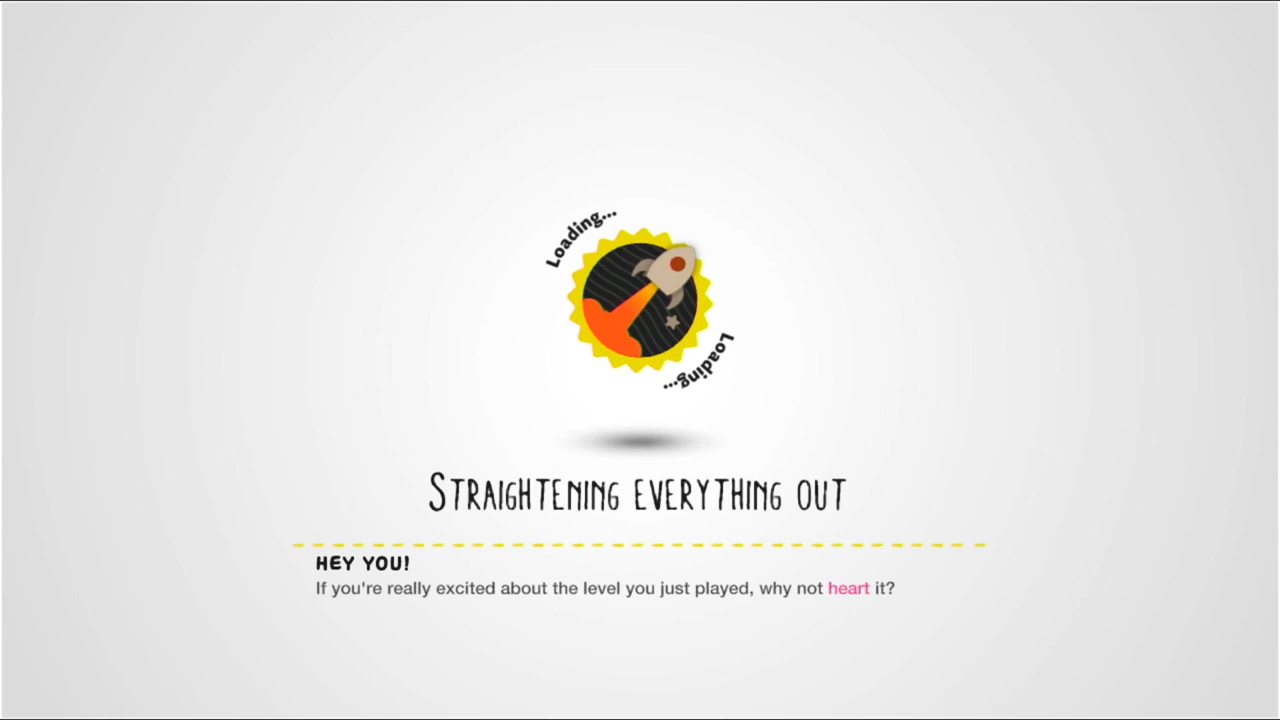 Loading...
Loading...
STRAIGHTENING EVERYTHING OUT
HEY YOU!
If you're really excited about the level you just played, why not heart it?